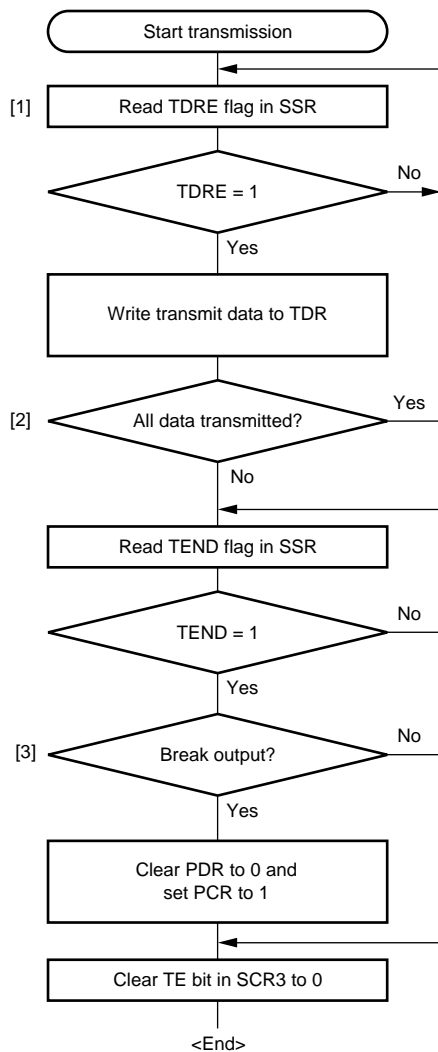 Start transmission
[1] Read TDRE flag in SSR
TDRE = 1
No
Yes
Write transmit data to TDR
[2] All data transmitted?
Yes
No
Read TEND flag in SSR
TEND = 1
No
Yes
[3] Break output?
No
Yes
Clear PDR to 0 and
set PCR to 1
Clear TE bit in SCR3 to 0
<End>